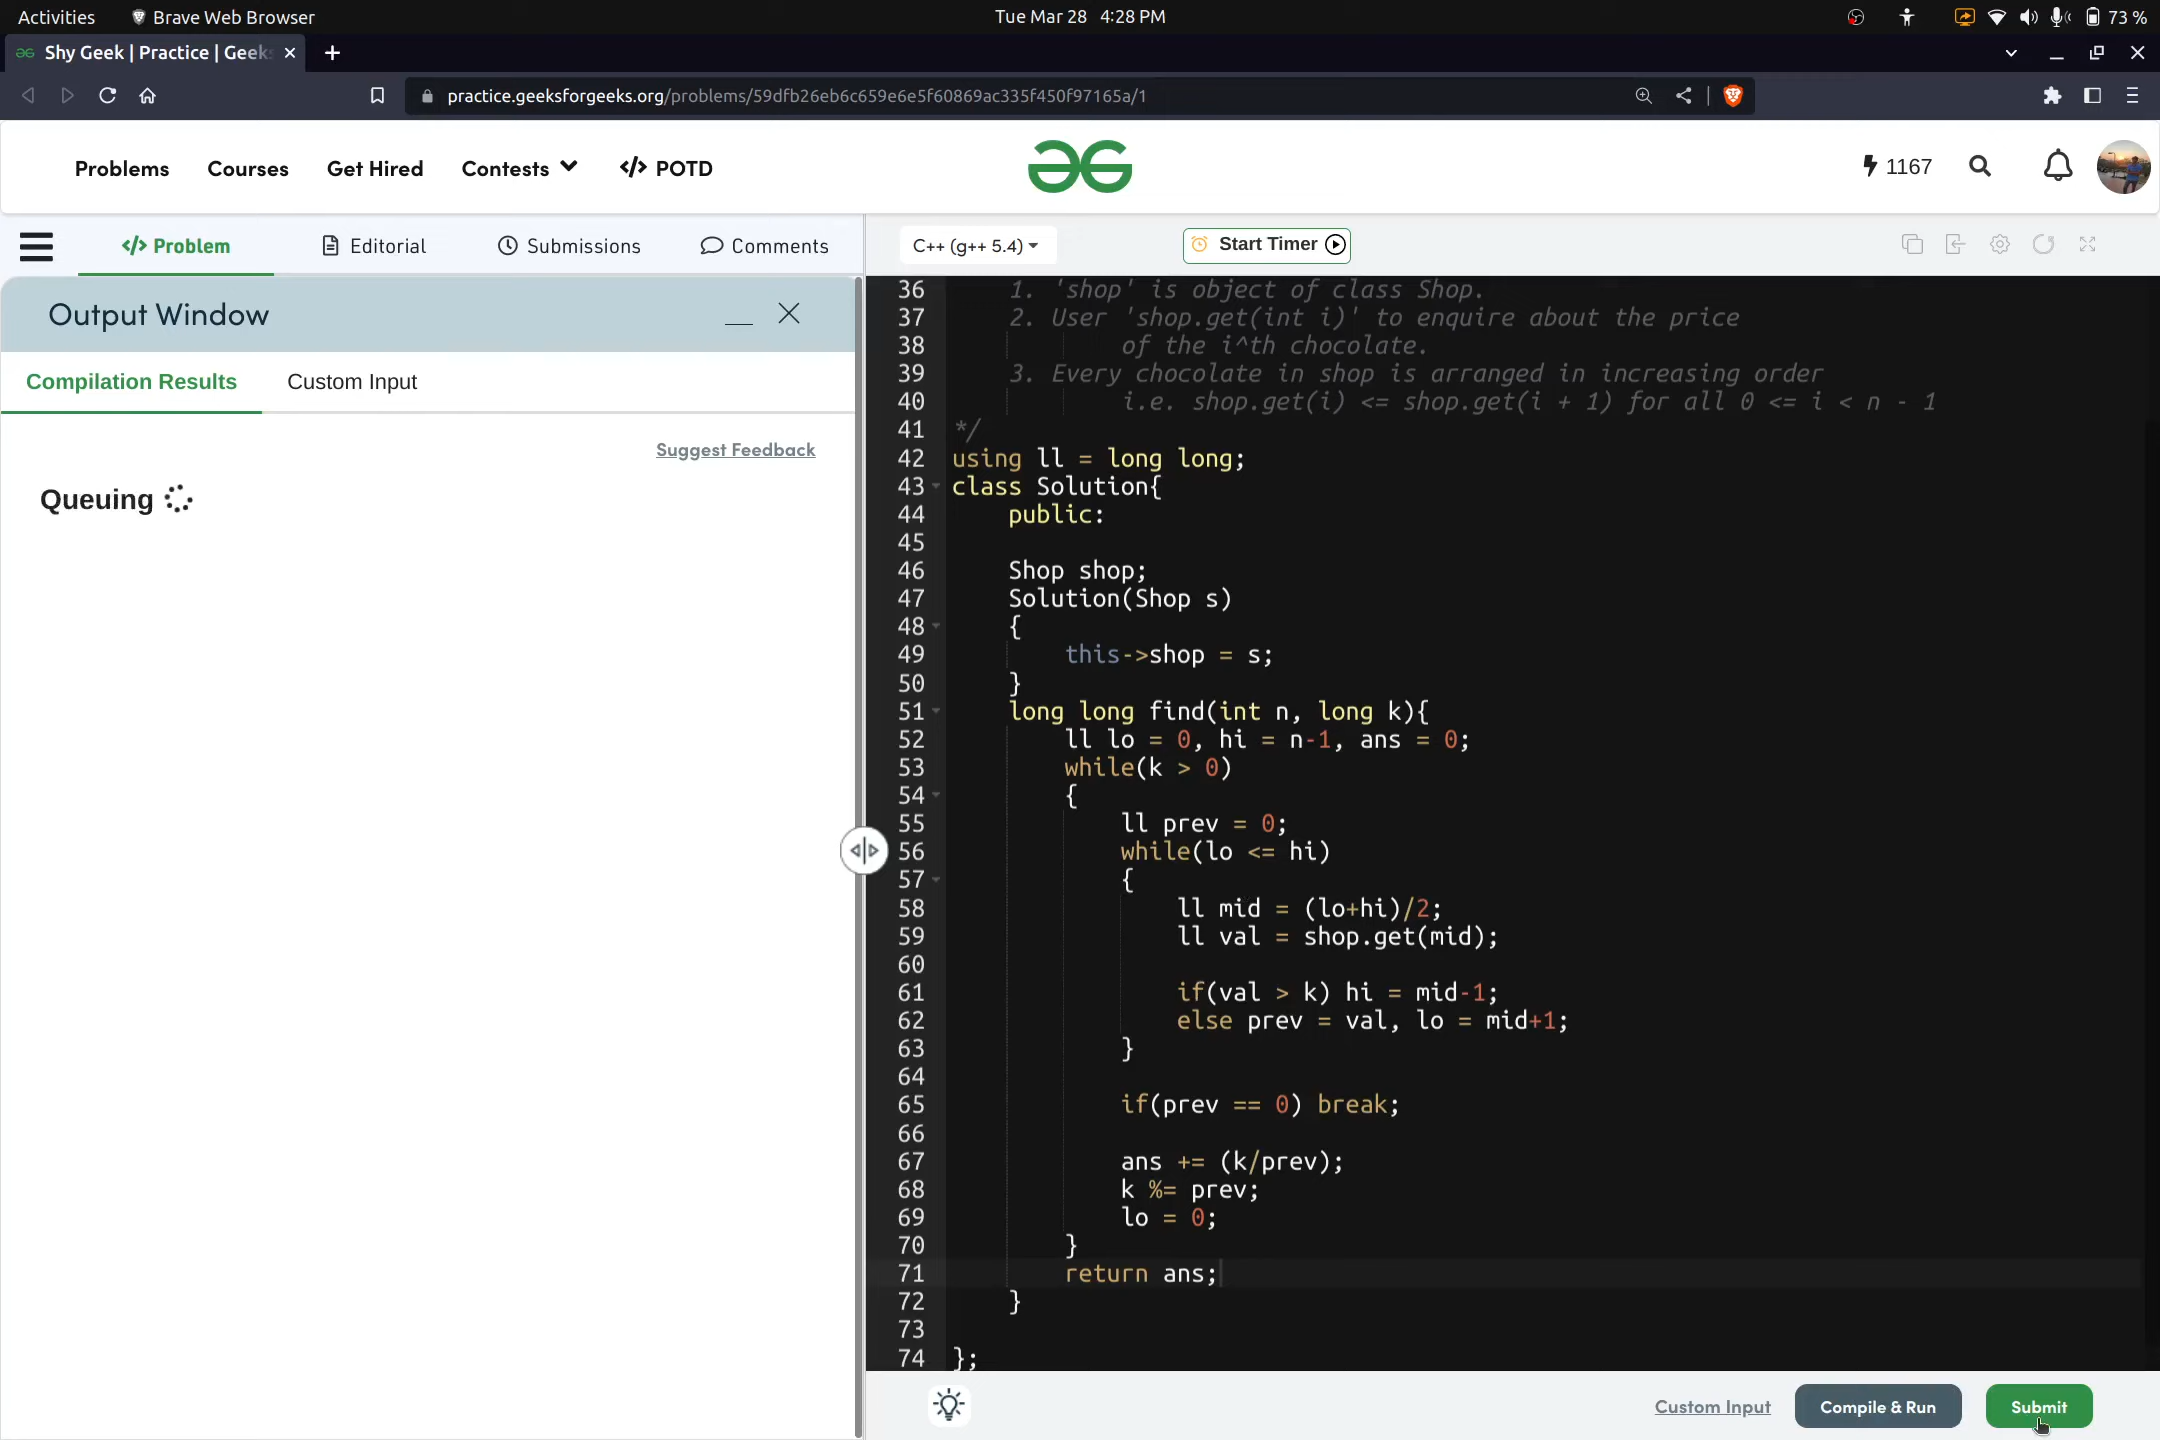 Activities
Brave Web Browser
Tue Mar 28 4:28 PM
73 %
Shy Geek | Practice | Geeks
practice.geeksforgeeks.org/problems/59dfb26eb6c659e6e5f60869ac335f450f97165a/1
Problems
Courses
Get Hired
Contests
</> POTD
1167
</> Problem
Editorial
Submissions
Comments
C++ (g++ 5.4)
Start Timer
Output Window
Compilation Results
Custom Input
Suggest Feedback
Queuing
36 1. 'shop' is object of class Shop.
37 2. User 'shop.get(int i)' to enquire about the price
38 of the i^th chocolate.
39 3. Every chocolate in shop is arranged in increasing order
40 i.e. shop.get(i) <= shop.get(i + 1) for all 0 <= i < n - 1
41 */
42 using ll = long long;
43 class Solution{
44 public:
45
46 Shop shop;
47 Solution(Shop s)
48 {
49 this->shop = s;
50 }
51 long long find(int n, long k){
52 ll lo = 0, hi = n-1, ans = 0;
53 while(k > 0)
54 {
55 ll prev = 0;
56 while(lo <= hi)
57 {
58 ll mid = (lo+hi)/2;
59 ll val = shop.get(mid);
60
61 if(val > k) hi = mid-1;
62 else prev = val, lo = mid+1;
63 }
64
65 if(prev == 0) break;
66
67 ans += (k/prev);
68 k %= prev;
69 lo = 0;
70 }
71 return ans;
72 }
73
74 };
Custom Input
Compile & Run
Submit